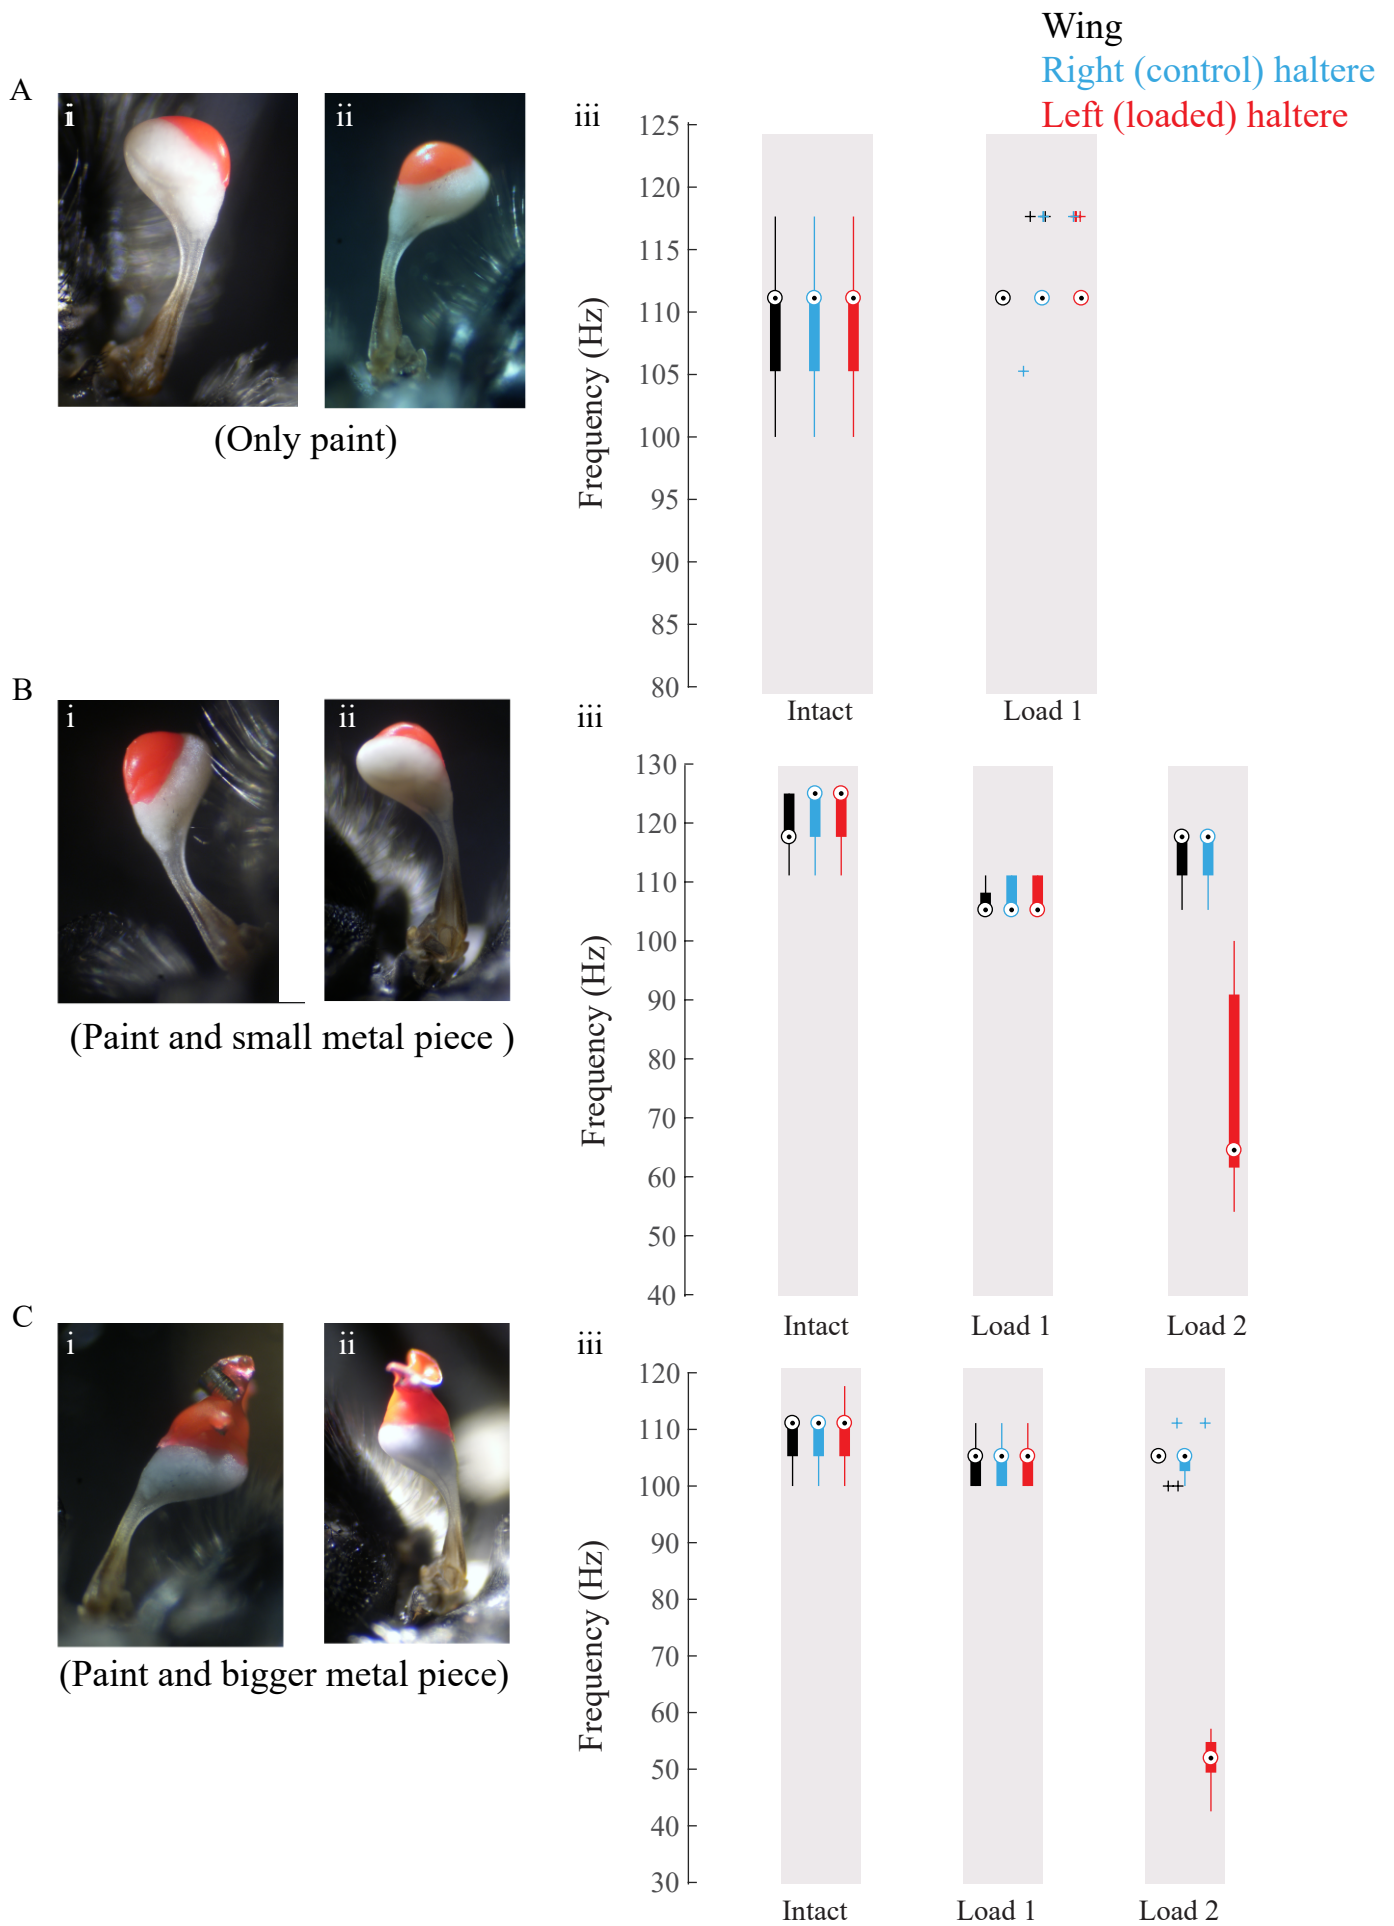 Wing
Right (control) haltere
Left (loaded) haltere
A
i
ii
iii
(Only paint)
Frequency (Hz)
125
120
115
110
105
100
95
90
85
80
Intact
Load 1
B
i
ii
iii
(Paint and small metal piece )
Frequency (Hz)
130
120
110
100
90
80
70
60
50
40
Intact
Load 1
Load 2
C
i
ii
iii
(Paint and bigger metal piece)
Frequency (Hz)
120
110
100
90
80
70
60
50
40
30
Intact
Load 1
Load 2